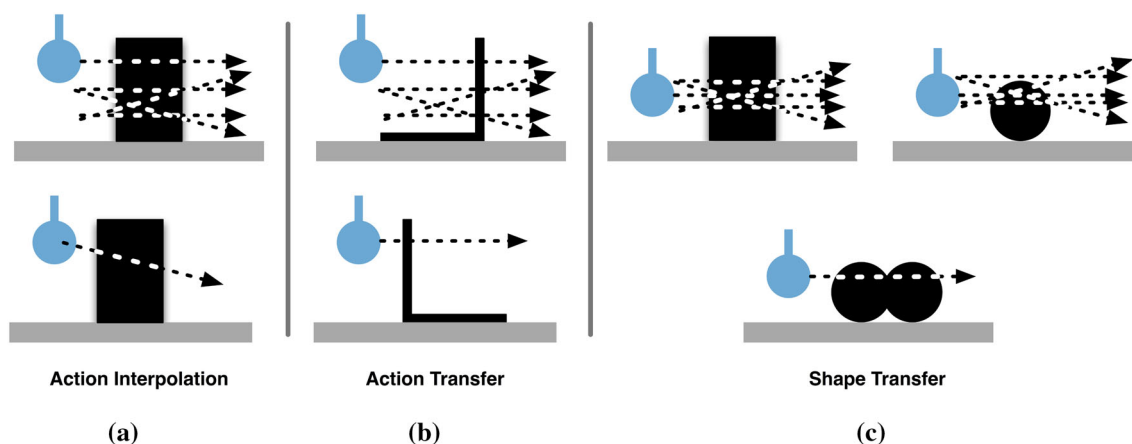 Action Interpolation
Action Transfer
Shape Transfer
(a)
(b)
(c)